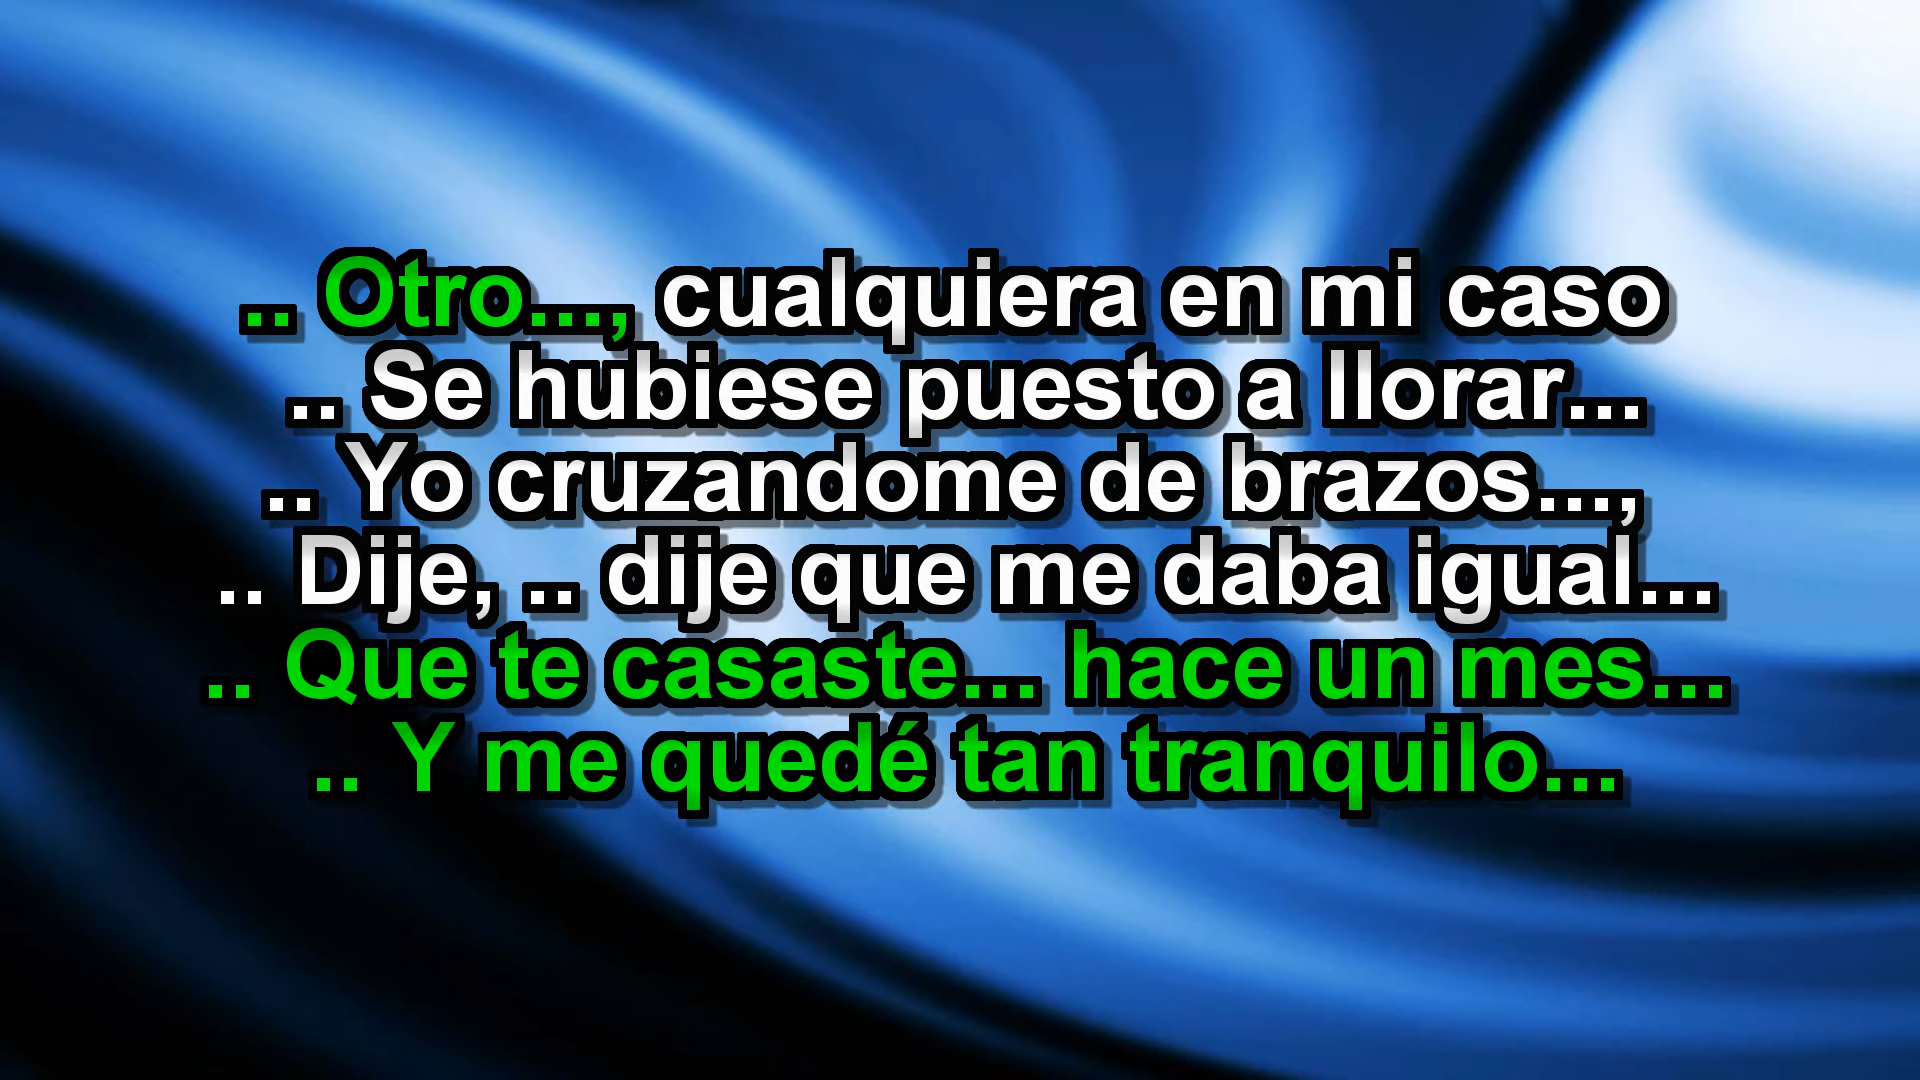 .. Otro..., cualquiera en mi caso
.. Se hubiese puesto a llorar...
.. Yo cruzandome de brazos...,
.. Dije, .. dije que me daba igual...
.. Que te casaste... hace un mes...
.. Y me quedé tan tranquilo...